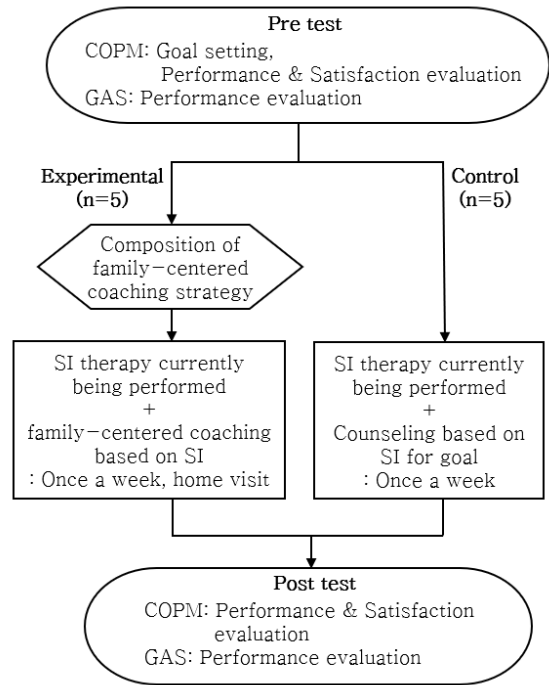 Pre test
COPM: Goal setting,
Performance & Satisfaction evaluation
GAS: Performance evaluation
Experimental
(n=5)
Control
(n=5)
Composition of
family-centered
coaching strategy
SI therapy currently
being performed
+
family-centered coaching
based on SI
: Once a week, home visit
SI therapy currently
being performed
+
Counseling based on
SI for goal
: Once a week
Post test
COPM: Performance & Satisfaction
evaluation
GAS: Performance evaluation